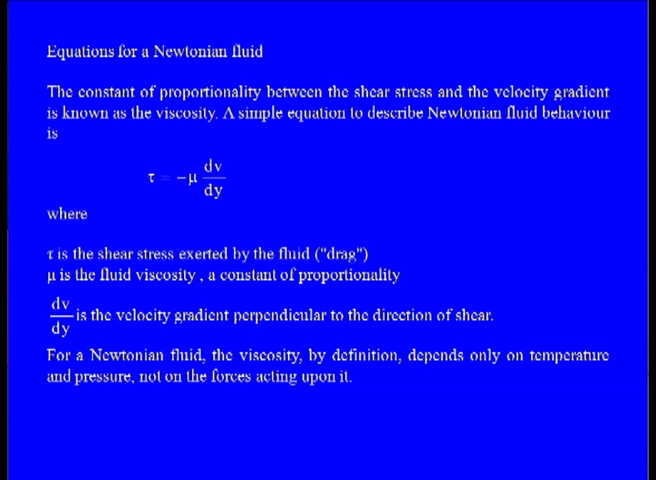 Equations for a Newtonian fluid
The constant of proportionality between the shear stress and the velocity gradient
is known as the viscosity. A simple equation to describe Newtonian fluid behaviour
is
τ = −μ dv/dy
where
τ is the shear stress exerted by the fluid ("drag")
μ is the fluid viscosity , a constant of proportionality
dv/dy is the velocity gradient perpendicular to the direction of shear.
For a Newtonian fluid, the viscosity, by definition, depends only on temperature
and pressure, not on the forces acting upon it.